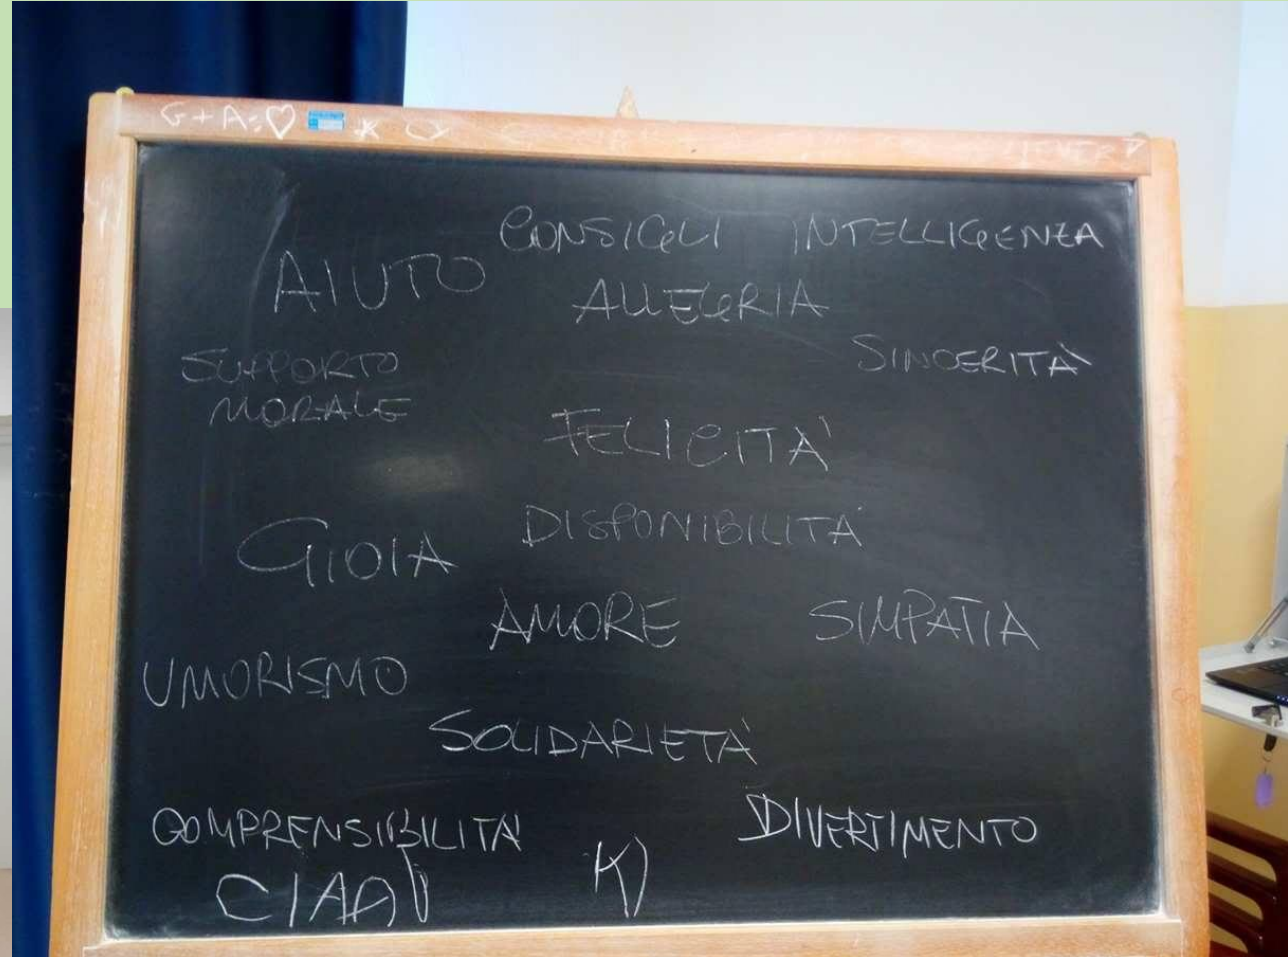 G + A = ♡
CONSIGLI INTELLIGENZA
AIUTO
ALLEGRIA
SUPPORTO
MORALE
SINCERITÀ
FELICITÀ
DISPONIBILITÀ
GIOIA
AMORE SIMPATIA
UMORISMO
SOLIDARIETÀ
COMPRENSIBILITÀ
DIVERTIMENTO
CIAO
K)